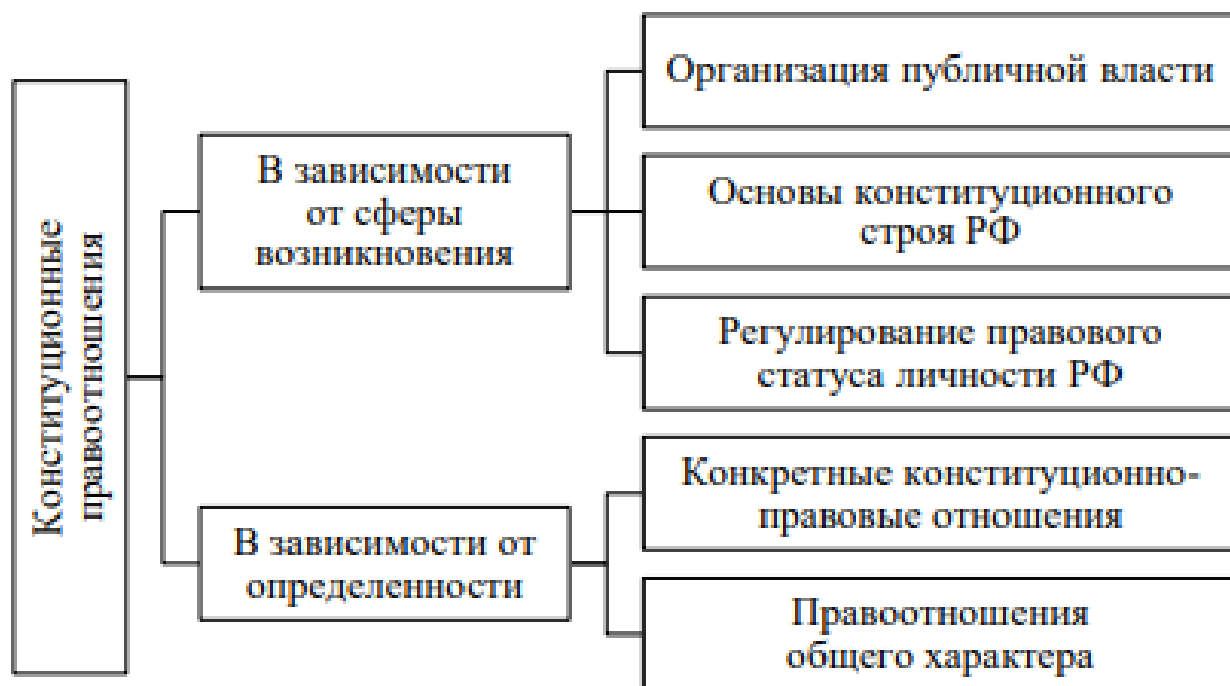 Конституционные
правоотношения
В зависимости
от сферы
возникновения
Организация публичной власти
Основы конституционного
строя РФ
Регулирование правового
статуса личности РФ
В зависимости от
определенности
Конкретные конституционно-
правовые отношения
Правоотношения
общего характера